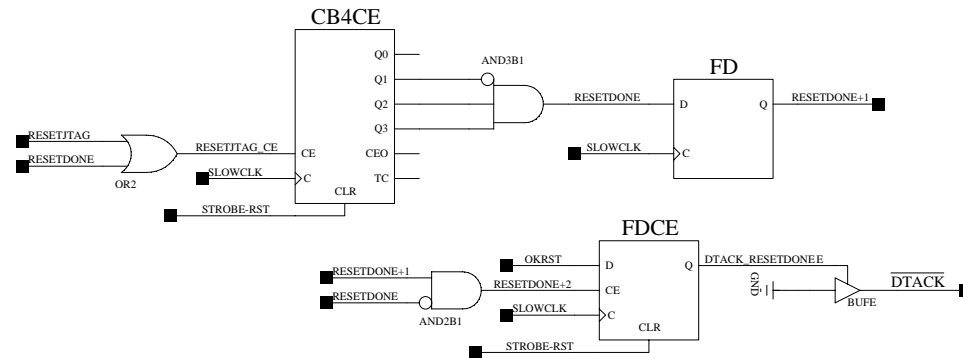 CB4CE
Q0
AND3B1
Q1
FD
Q2
RESETDONE
D
Q
RESETDONE+1
Q3
RESETJTAG
RESETJTAG_CE
CE
CEO
SLOWCLK
C
RESETDONE
SLOWCLK
C
TC
OR2
CLR
STROBE-RST
FDCE
OKRST
D
Q
DTACK_RESETDONE E
RESETDONE+1
GND
DTACK
RESETDONE
RESETDONE+2
CE
BUFE
SLOWCLK
C
AND2B1
CLR
STROBE-RST